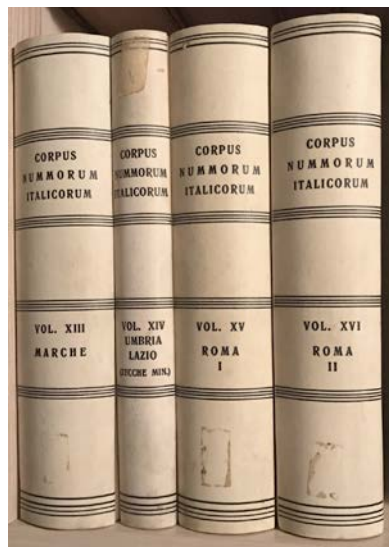 CORPUS
NUMMORUM
ITALICORUM
VOL. XIII
MARCHE
CORPUS
NUMMORUM
ITALICORUM
VOL. XIV
UMBRIA
LAZIO
(ZECCHE MIN.)
CORPUS
NUMMORUM
ITALICORUM
VOL. XV
ROMA
I
CORPUS
NUMMORUM
ITALICORUM
VOL. XVI
ROMA
II